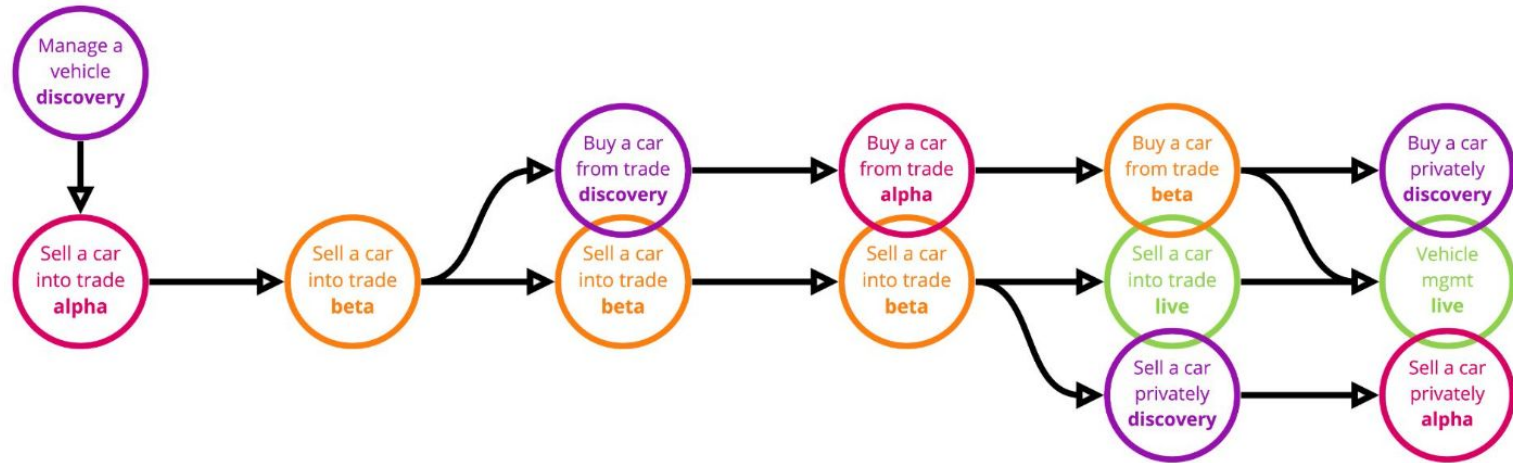 Manage a
vehicle
discovery
Sell a car
into trade
alpha
Sell a car
into trade
beta
Buy a car
from trade
discovery
Sell a car
into trade
beta
Buy a car
from trade
alpha
Sell a car
into trade
beta
Buy a car
from trade
beta
Sell a car
into trade
live
Sell a car
privately
discovery
Buy a car
privately
discovery
Vehicle
mgmt
live
Sell a car
privately
alpha